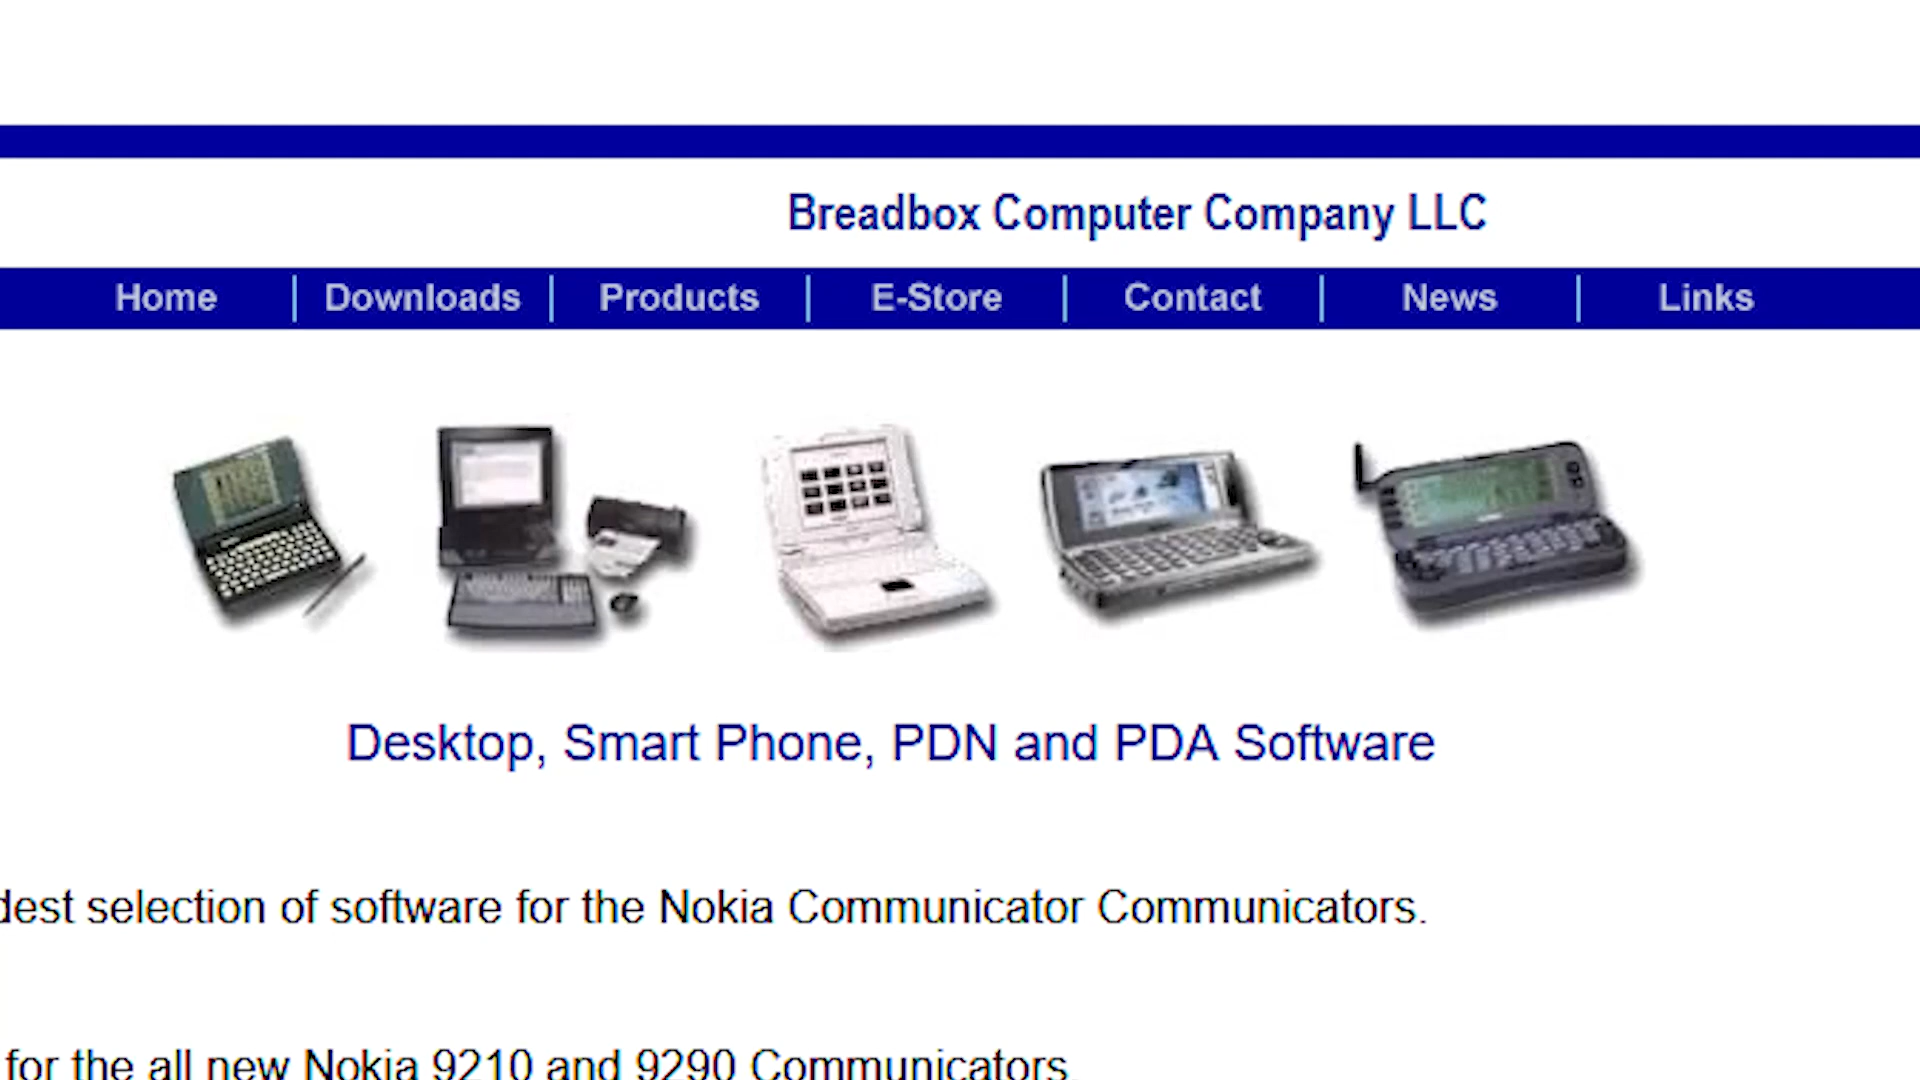 Breadbox Computer Company LLC
Home Downloads Products E-Store Contact News Links
Desktop, Smart Phone, PDN and PDA Software
selection of software for the Nokia Communicator Communicators.
for the all new Nokia 9210 and 9290 Communicators.